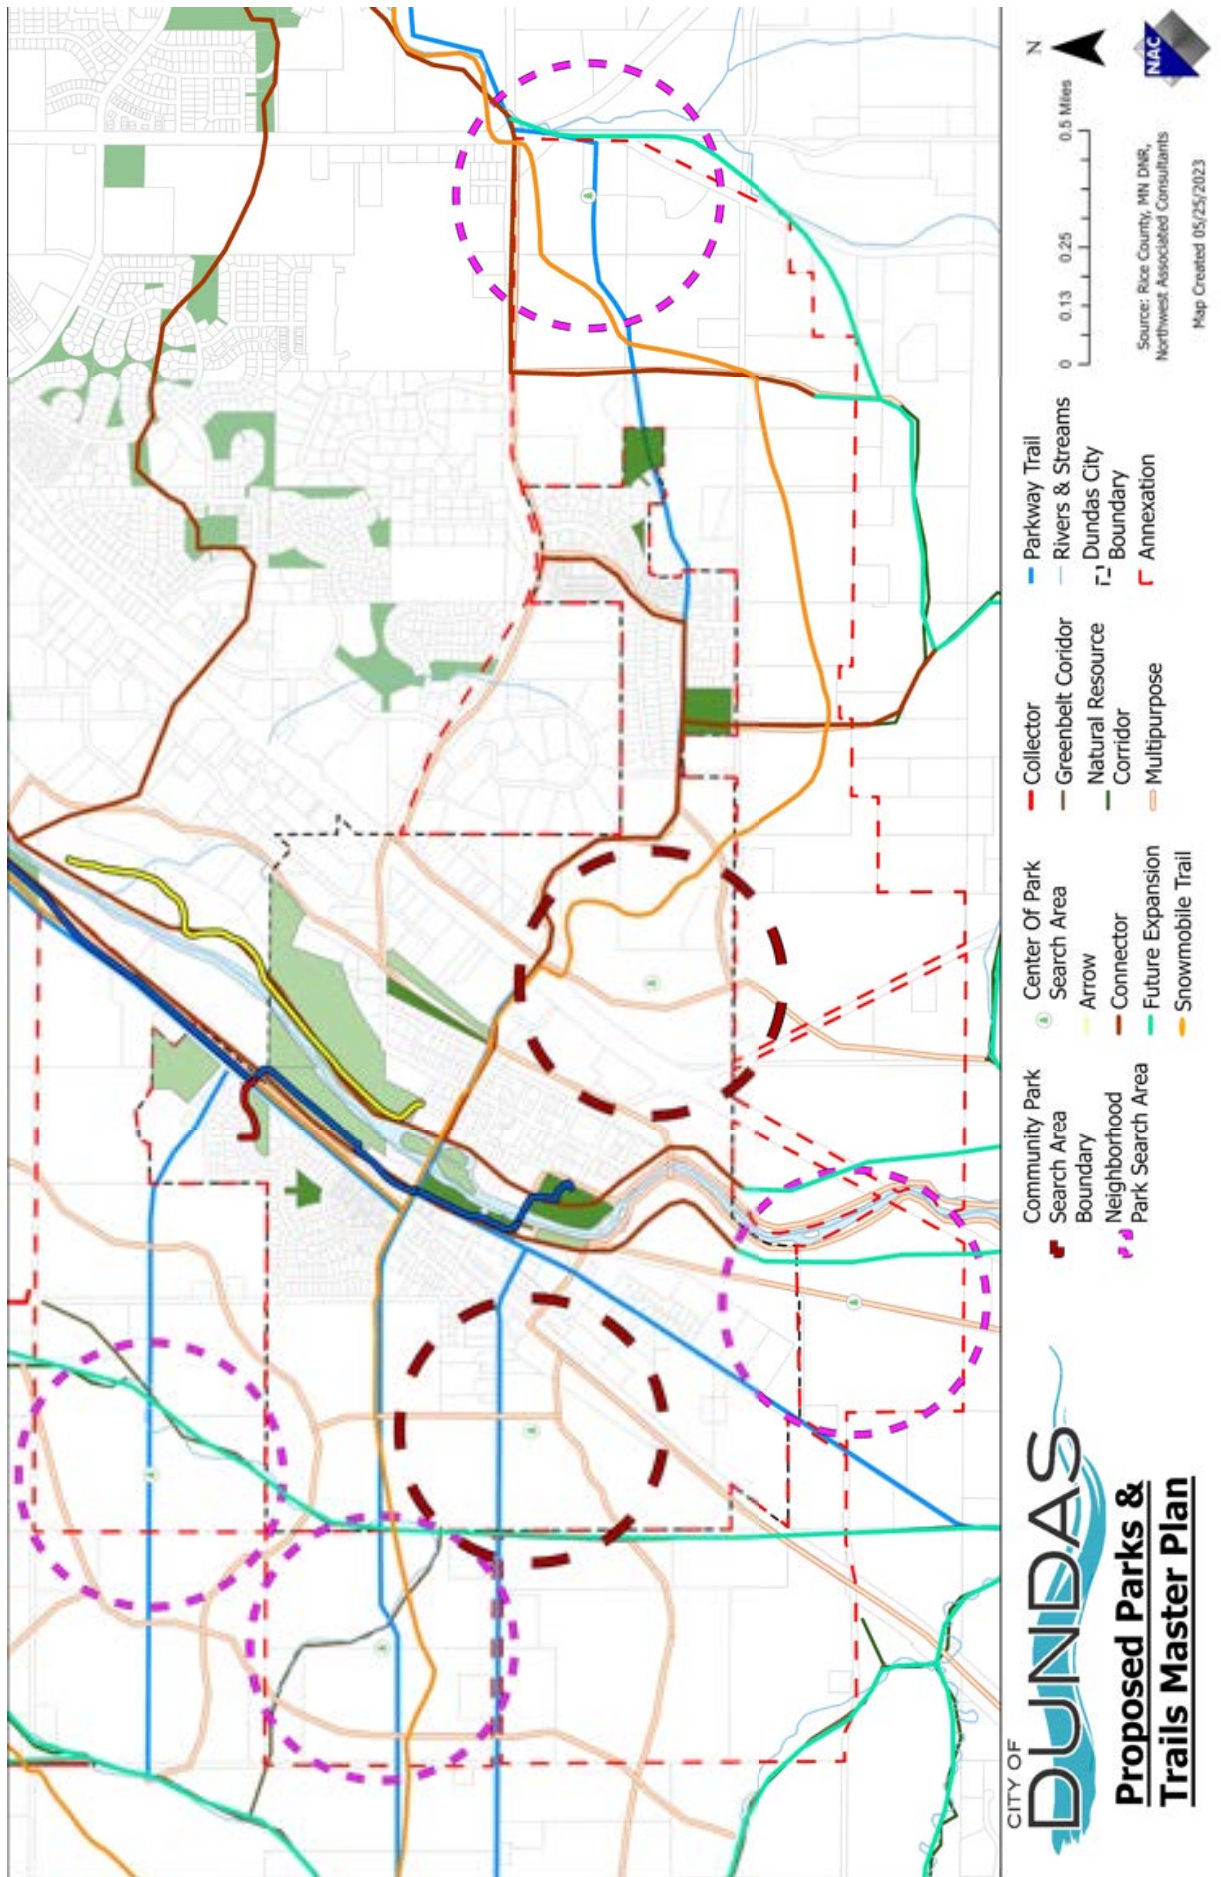 CITY OF
DUNDAS
Proposed Parks &
Trails Master Plan
Community Park
Search Area
Boundary
Neighborhood
Park Search Area
Center Of Park
Search Area
Arrow
Connector
Future Expansion
Snowmobile Trail
Collector
Greenbelt Coridor
Natural Resource
Corridor
Multipurpose
Parkway Trail
Rivers & Streams
Dundas City
Boundary
Annexation
0 0.13 0.25 0.5 Miles
N
Source: Rice County, MN DNR,
Northwest Associated Consultants
Map Created 05/25/2023
NAC